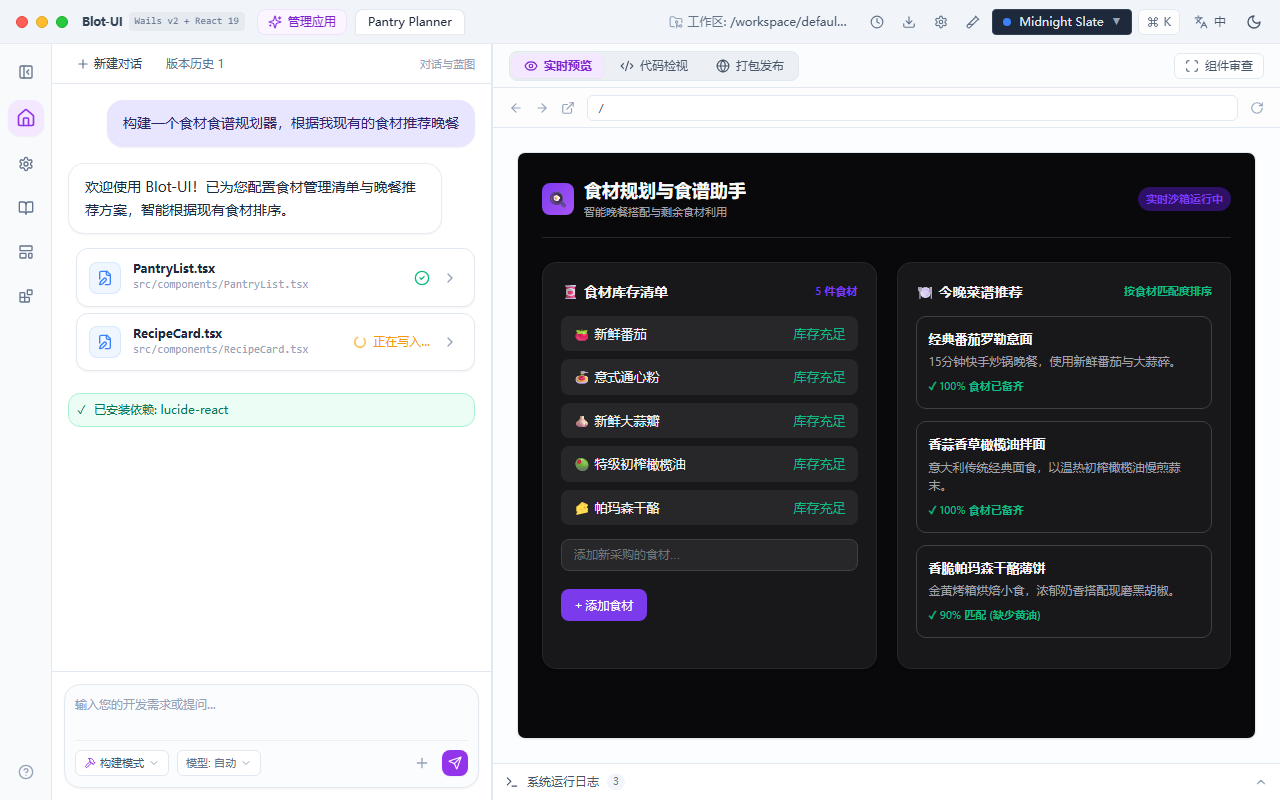 Blot-UI
Wails v2 + React 19
管理应用
Pantry Planner
工作区: /workspace/defaul...
Midnight Slate ▼
⌘ K
中
+ 新建对话
版本历史 1
对话与蓝图
实时预览
代码检视
打包发布
组件审查
/
构建一个食材食谱规划器，根据我现有的食材推荐晚餐
欢迎使用 Blot-UI！已为您配置食材管理清单与晚餐推
荐方案，智能根据现有食材排序。
PantryList.tsx
src/components/PantryList.tsx
RecipeCard.tsx
src/components/RecipeCard.tsx
正在写入...
✓ 已安装依赖: lucide-react
输入您的开发需求或提问...
构建模式
模型: 自动
食材规划与食谱助手
智能晚餐搭配与剩余食材利用
实时沙箱运行中
食材库存清单
5 件食材
新鲜番茄
库存充足
意式通心粉
库存充足
新鲜大蒜瓣
库存充足
特级初榨橄榄油
库存充足
帕玛森干酪
库存充足
添加新采购的食材...
+ 添加食材
今晚菜谱推荐
按食材匹配度排序
经典番茄罗勒意面
15分钟快手炒锅晚餐，使用新鲜番茄与大蒜碎。
✓ 100% 食材已备齐
香蒜香草橄榄油拌面
意大利传统经典面食，以温热初榨橄榄油慢煎蒜
末。
✓ 100% 食材已备齐
香脆帕玛森干酪薄饼
金黄烤箱烘焙小食，浓郁奶香搭配现磨黑胡椒。
✓ 90% 匹配 (缺少黄油)
系统运行日志 3